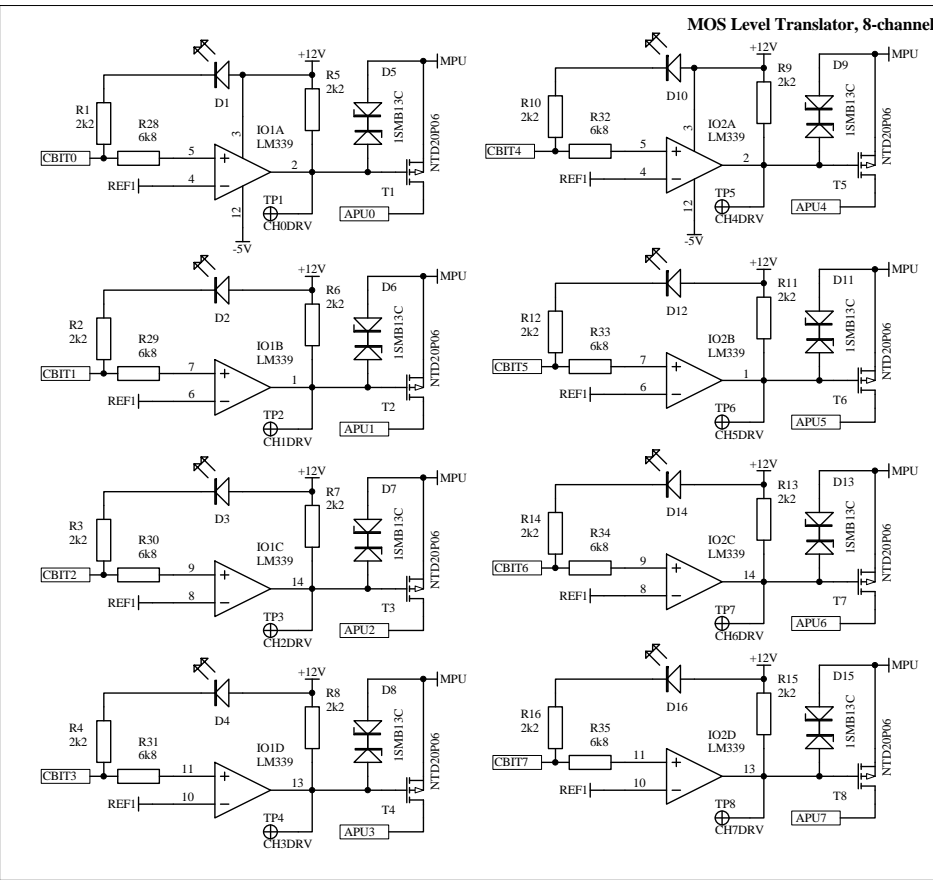 MOS Level Translator, 8-channel
+12V
D1
R1
2k2
R5
2k2
D5
1SMB13C
MPU
NTD20P06
R28
6k8
IO1A
LM339
CBIT0
5
3
2
REF1
4
12
-5V
TP1
CH0DRV
T1
APU0
+12V
D10
R10
2k2
R9
2k2
D9
1SMB13C
MPU
NTD20P06
R32
6k8
IO2A
LM339
CBIT4
5
3
2
REF1
4
12
-5V
TP5
CH4DRV
T5
APU4
+12V
D2
R2
2k2
R6
2k2
D6
1SMB13C
MPU
NTD20P06
R29
6k8
IO1B
LM339
CBIT1
7
1
REF1
6
TP2
CH1DRV
T2
APU1
+12V
D12
R12
2k2
R11
2k2
D11
1SMB13C
MPU
NTD20P06
R33
6k8
IO2B
LM339
CBIT5
7
1
REF1
6
TP6
CH5DRV
T6
APU5
+12V
D3
R3
2k2
R7
2k2
D7
1SMB13C
MPU
NTD20P06
R30
6k8
IO1C
LM339
CBIT2
9
14
REF1
8
TP3
CH2DRV
T3
APU2
+12V
D14
R14
2k2
R13
2k2
D13
1SMB13C
MPU
NTD20P06
R34
6k8
IO2C
LM339
CBIT6
9
14
REF1
8
TP7
CH6DRV
T7
APU6
+12V
D4
R4
2k2
R8
2k2
D8
1SMB13C
MPU
NTD20P06
R31
6k8
IO1D
LM339
CBIT3
11
13
REF1
10
TP4
CH3DRV
T4
APU3
+12V
D16
R16
2k2
R15
2k2
D15
1SMB13C
MPU
NTD20P06
R35
6k8
IO2D
LM339
CBIT7
11
13
REF1
10
TP8
CH7DRV
T8
APU7